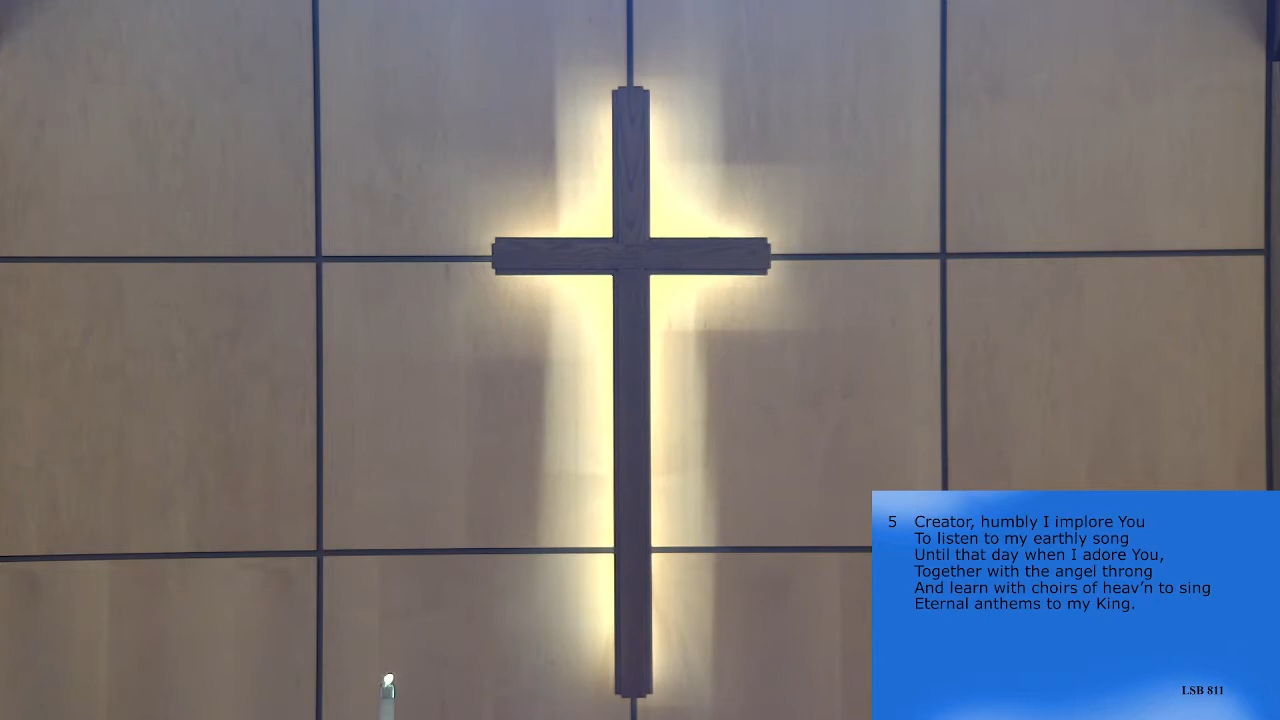 5 Creator, humbly I implore You
To listen to my earthly song
Until that day when I adore You,
Together with the angel throng
And learn with choirs of heav’n to sing
Eternal anthems to my King.
LSB 811